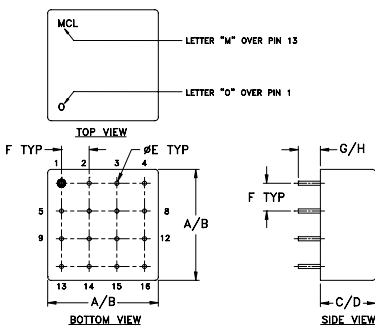 MCL
LETTER "M" OVER PIN 13
O
LETTER "O" OVER PIN 1
TOP VIEW
F TYP
ØE TYP
G/H
1 2 3 4
F TYP
5 8
A/B
9 12
13 14 15 16
A/B
C/D
BOTTOM VIEW
SIDE VIEW